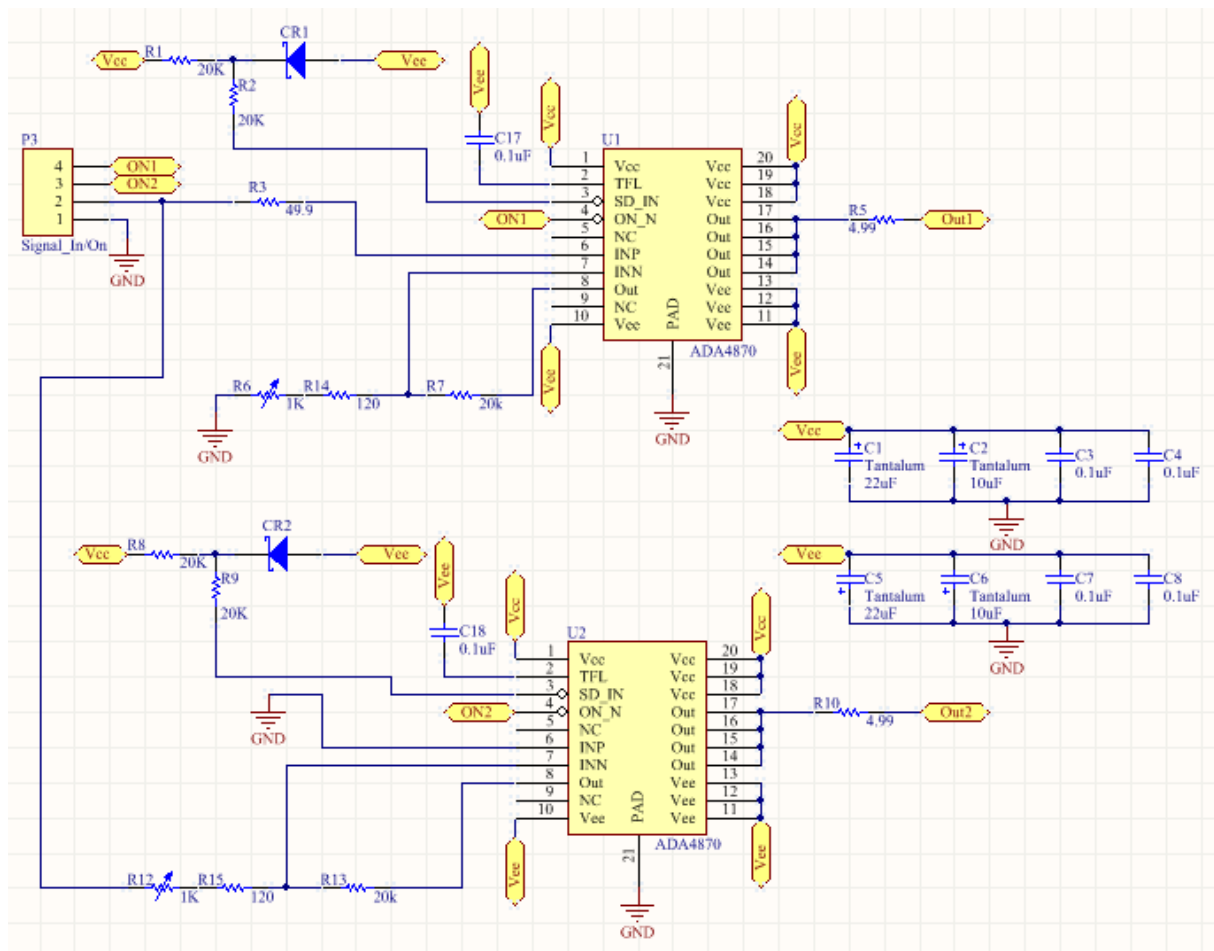 CR1
Vcc
R1
20K
Vee
R2
20K
Vee
C17
0.1uF
Vcc
Vcc
P3
4
3
2
1
ON1
ON2
Signal_In/On
GND
R3
49.9
ON1
U1
1 Vcc
2 TFL
3 SD_IN
4 ON_N
5 NC
6 INP
7 INN
8 Out
9 NC
10 Vee
Vcc 20
Vcc 19
Vcc 18
Out 17
Out 16
Out 15
Out 14
Vee 13
Vee 12
Vee 11
PAD
21
ADA4870
GND
R5
4.99
Out1
Vee
Vee
R6
1K
R14
120
R7
20k
GND
Vcc
C1
Tantalum
22uF
C2
Tantalum
10uF
C3
0.1uF
C4
0.1uF
GND
Vee
C5
Tantalum
22uF
C6
Tantalum
10uF
C7
0.1uF
C8
0.1uF
GND
CR2
Vcc
R8
20K
Vee
R9
20K
Vee
C18
0.1uF
Vcc
Vcc
GND
ON2
U2
1 Vcc
2 TFL
3 SD_IN
4 ON_N
5 NC
6 INP
7 INN
8 Out
9 NC
10 Vee
Vcc 20
Vcc 19
Vcc 18
Out 17
Out 16
Out 15
Out 14
Vee 13
Vee 12
Vee 11
PAD
21
ADA4870
GND
R10
4.99
Out2
Vee
Vee
R12
1K
R15
120
R13
20k